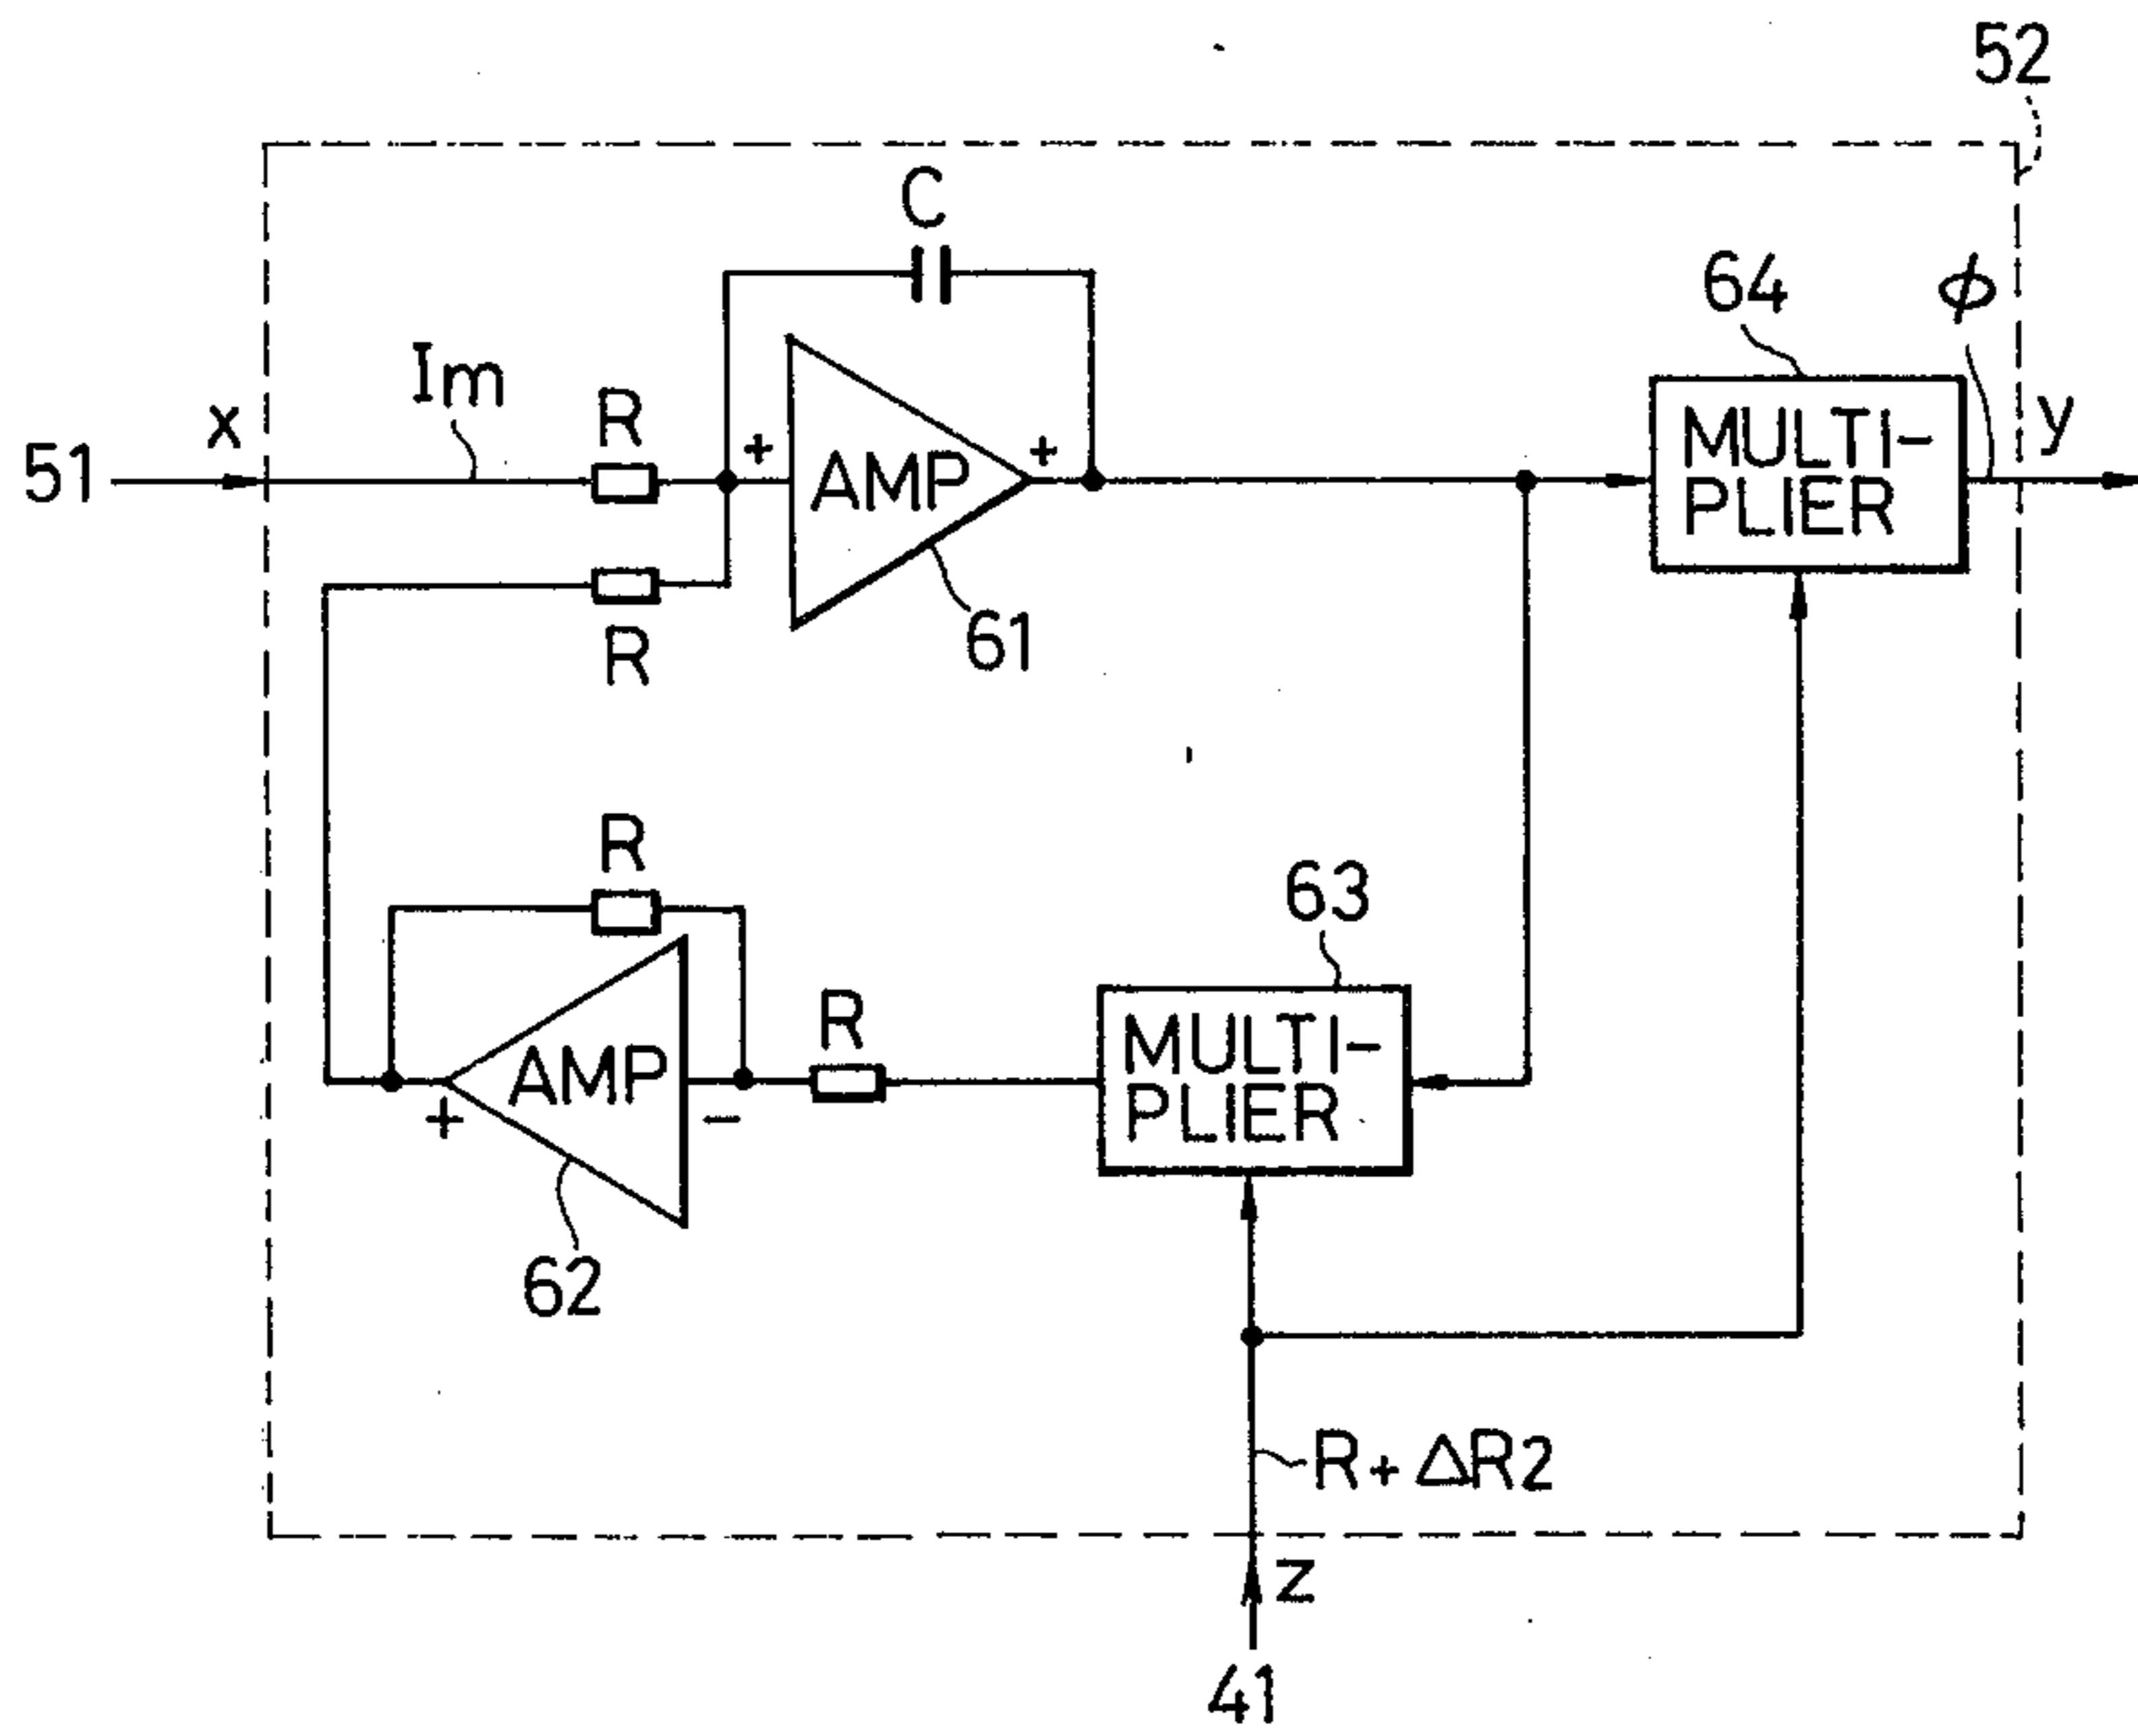 52
C
64
φ
Im
R
x
51
+
AMP
+
MULTI-
PLIER
y
R
61
R
63
R
MULTI-
PLIER
AMP
+
-
62
R+ ΔR2
z
41